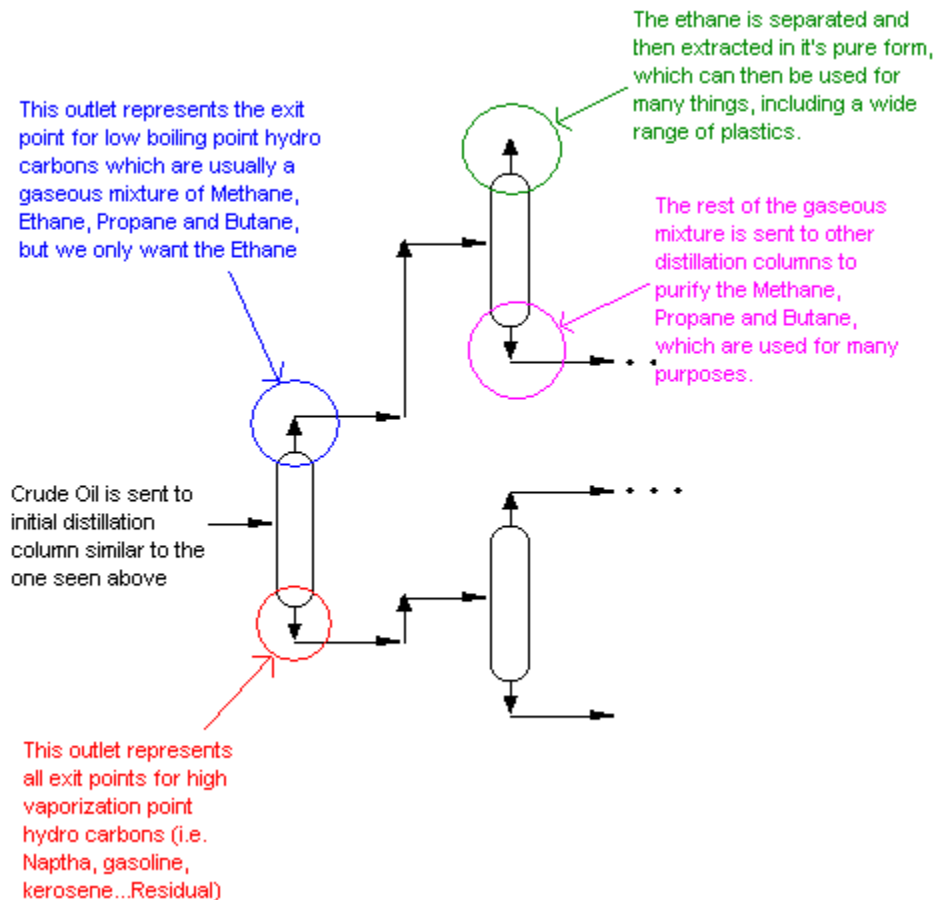 The ethane is separated and
then extracted in it's pure form,
which can then be used for
many things, including a wide
range of plastics.
This outlet represents the exit
point for low boiling point hydro
carbons which are usually a
gaseous mixture of Methane,
Ethane, Propane and Butane,
but we only want the Ethane
The rest of the gaseous
mixture is sent to other
distillation columns to
purify the Methane,
Propane and Butane,
which are used for many
purposes.
Crude Oil is sent to
initial distillation
column similar to the
one seen above
This outlet represents
all exit points for high
vaporization point
hydro carbons (i.e.
Naptha, gasoline,
kerosene...Residual)